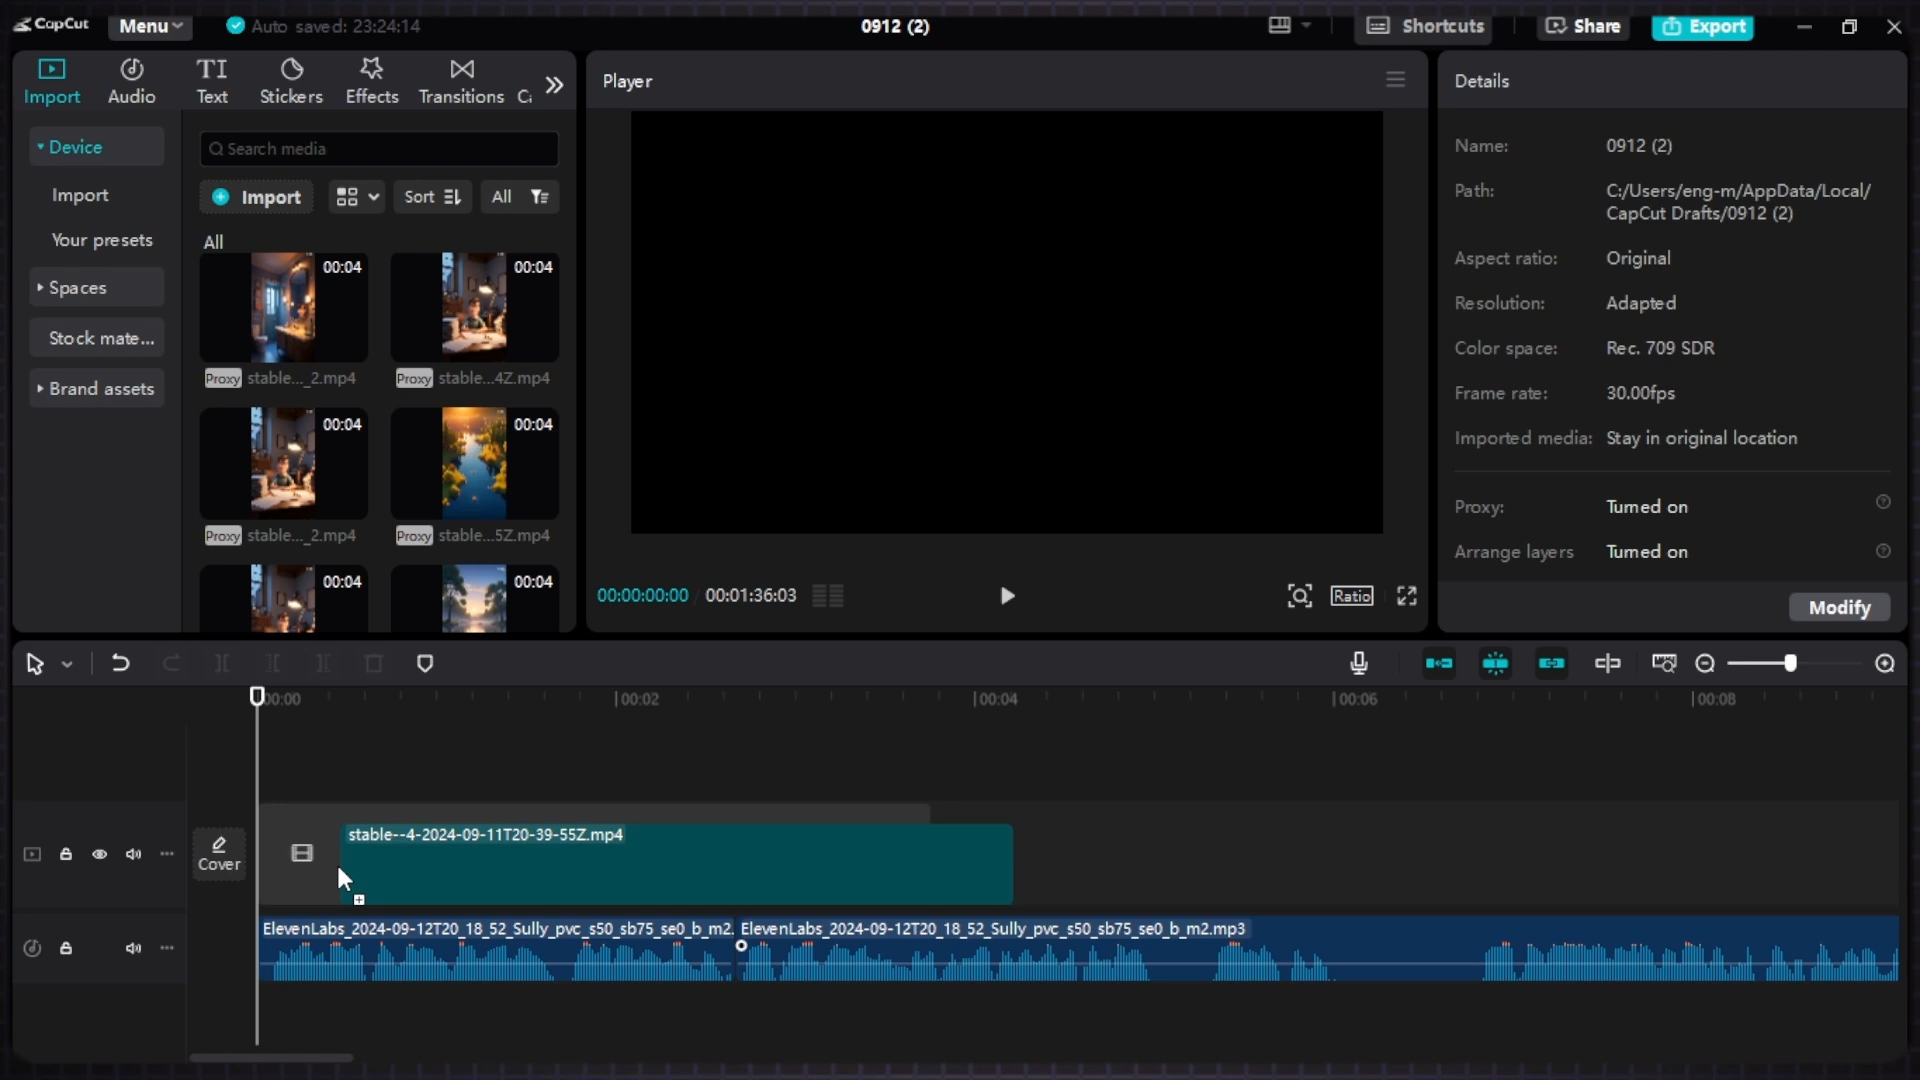 CapCut
Menu
Auto saved: 23:24:14
0912 (2)
Shortcuts
Share
Export
Import
Audio
Text
Stickers
Effects
Transitions
Player
Details
Device
Import
Your presets
Spaces
Stock mate...
Brand assets
Search media
Import
Sort
All
All
00:04
00:04
Proxy stable..._2.mp4
Proxy stable...4Z.mp4
00:04
00:04
Proxy stable..._2.mp4
Proxy stable...5Z.mp4
00:04
00:04
00:00:00:00 / 00:01:36:03
Ratio
Name: 0912 (2)
Path: C:/Users/eng-m/AppData/Local/
CapCut Drafts/0912 (2)
Aspect ratio: Original
Resolution: Adapted
Color space: Rec. 709 SDR
Frame rate: 30.00fps
Imported media: Stay in original location
Proxy: Turned on
Arrange layers Turned on
Modify
00:00
00:02
00:04
00:06
00:08
Cover
stable--4-2024-09-11T20-39-55Z.mp4
ElevenLabs_2024-09-12T20_18_52_Sully_pvc_s50_sb75_se0_b_m2.
ElevenLabs_2024-09-12T20_18_52_Sully_pvc_s50_sb75_se0_b_m2.mp3